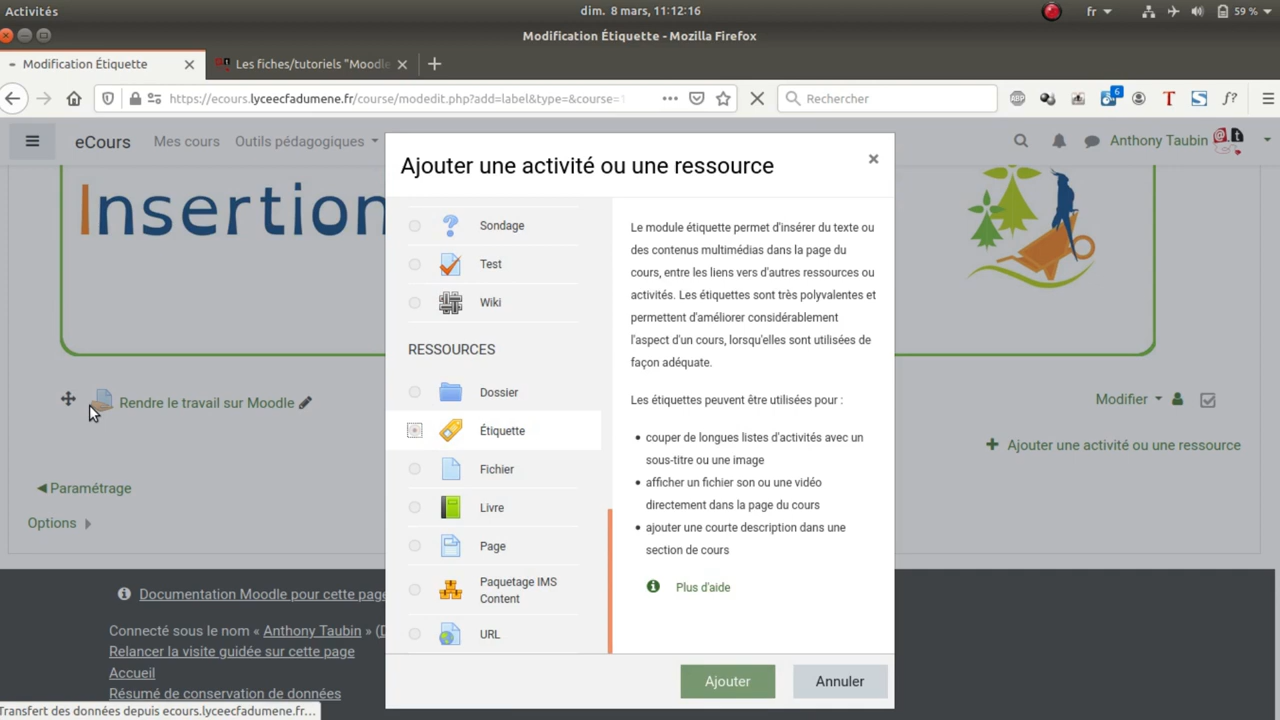 Activités
dim. 8 mars, 11:12:16
fr
59 %
Modification Étiquette - Mozilla Firefox
Modification Étiquette
Les fiches/tutoriels "Moodle
https://ecours.lyceecfadumene.fr/course/modedit.php?add=label&type=&course=1
Rechercher
ABP
6
T
S
f?
eCours
Mes cours
Outils pédagogiques
Anthony Taubin
Ajouter une activité ou une ressource
Insertion
Sondage
Test
Wiki
RESSOURCES
Dossier
Étiquette
Fichier
Livre
Page
Paquetage IMS
Content
URL
Le module étiquette permet d'insérer du texte ou
des contenus multimédias dans la page du
cours, entre les liens vers d'autres ressources ou
activités. Les étiquettes sont très polyvalentes et
permettent d'améliorer considérablement
l'aspect d'un cours, lorsqu'elles sont utilisées de
façon adéquate.
Les étiquettes peuvent être utilisées pour :
couper de longues listes d'activités avec un
sous-titre ou une image
afficher un fichier son ou une vidéo
directement dans la page du cours
ajouter une courte description dans une
section de cours
Plus d'aide
Ajouter
Annuler
Rendre le travail sur Moodle
Modifier
Ajouter une activité ou une ressource
Paramétrage
Options
Documentation Moodle pour cette page
Connecté sous le nom « Anthony Taubin » (D
Relancer la visite guidée sur cette page
Accueil
Résumé de conservation de données
Transfert des données depuis ecours.lyceecfadumene.fr...